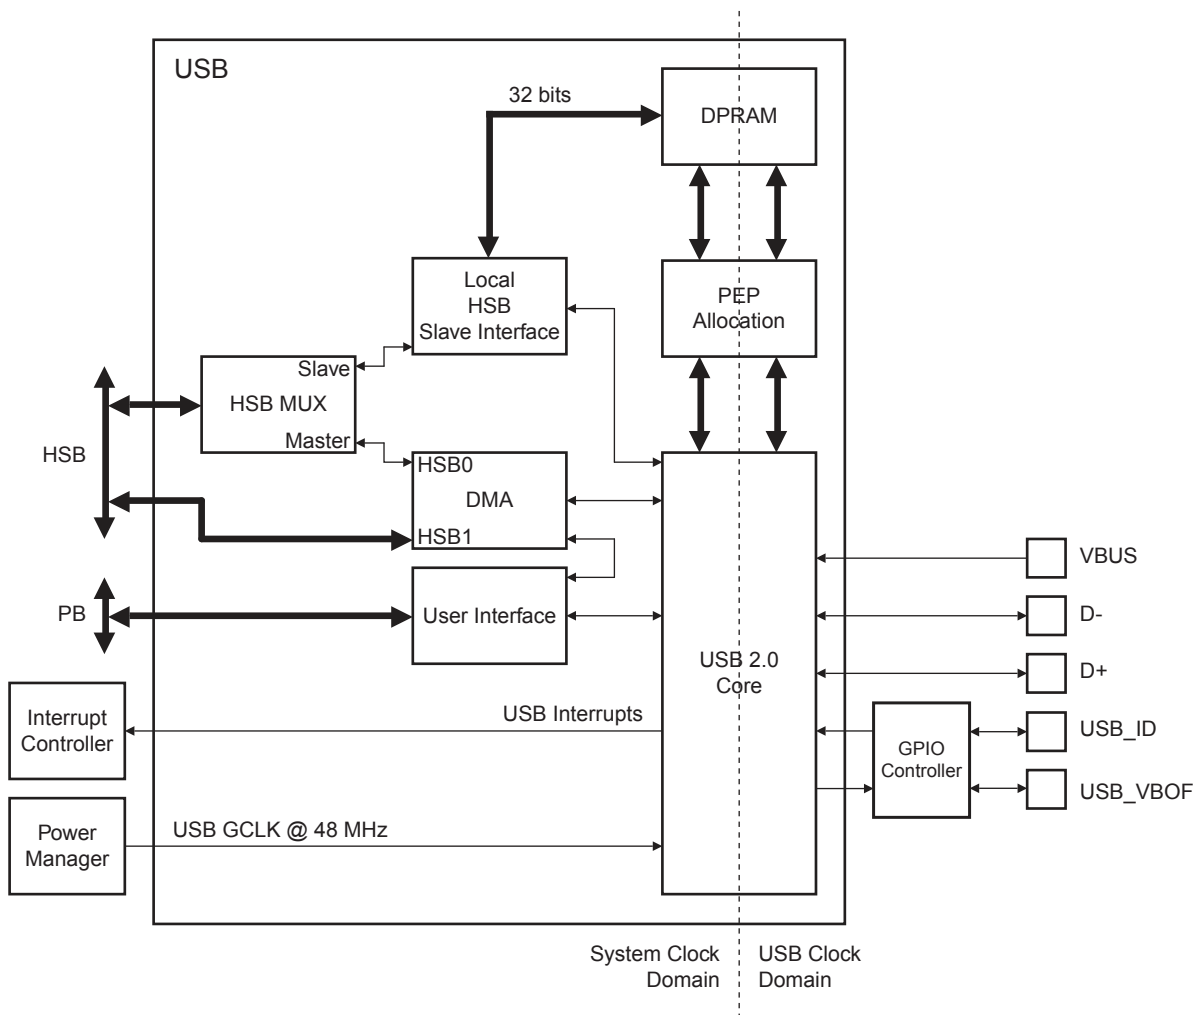 USB
32 bits
DPRAM
Local
HSB
Slave Interface
PEP
Allocation
Slave
HSB MUX
Master
HSB
HSB0
DMA
HSB1
VBUS
PB
User Interface
D-
USB 2.0
Core
D+
Interrupt
Controller
USB Interrupts
GPIO
Controller
USB_ID
USB_VBOF
Power
Manager
USB GCLK @ 48 MHz
System Clock
Domain
USB Clock
Domain